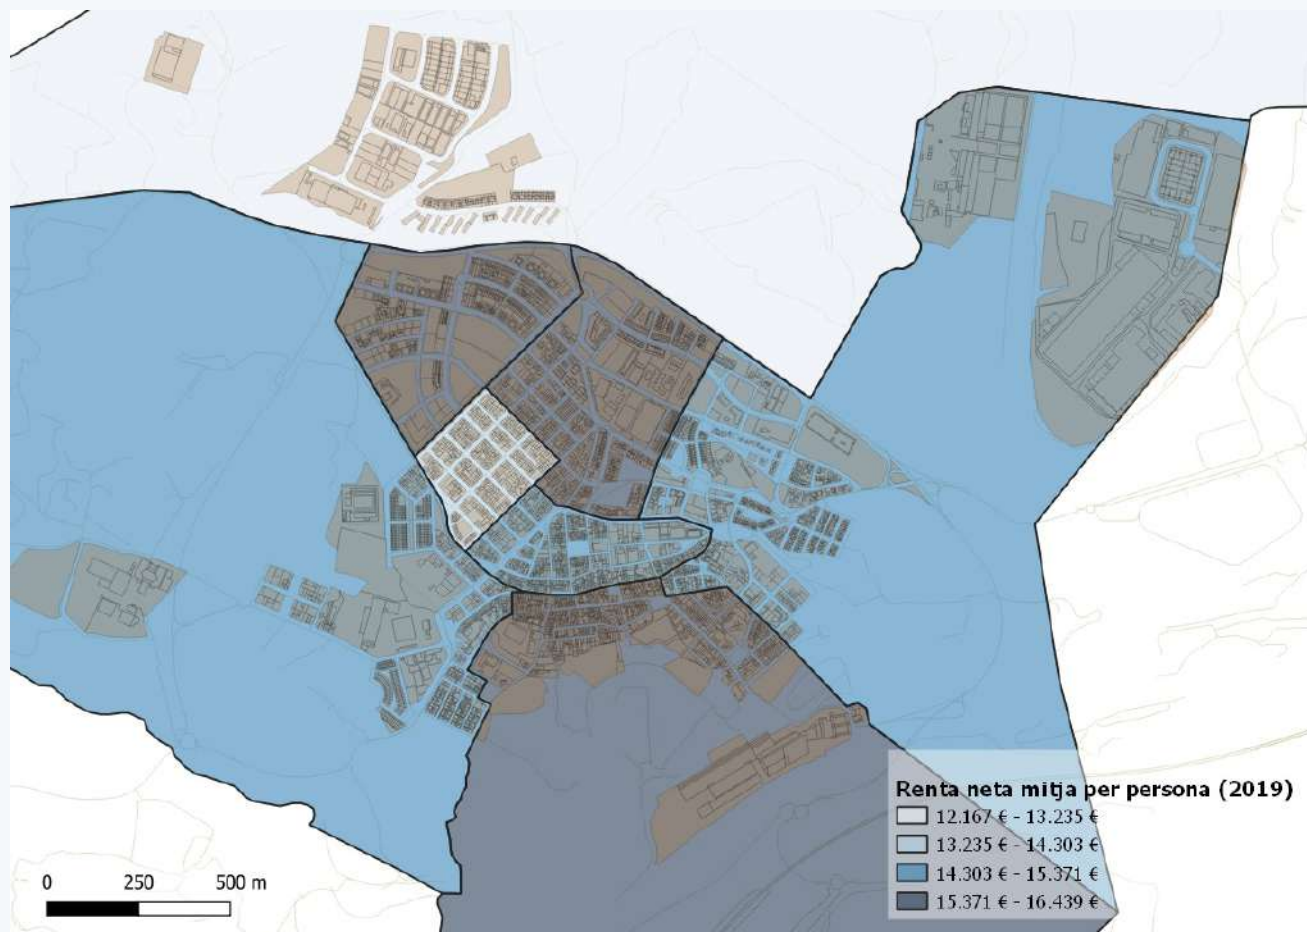 Renta neta mitja per persona (2019)
12.167 € - 13.235 €
13.235 € - 14.303 €
14.303 € - 15.371 €
15.371 € - 16.439 €
0 250 500 m